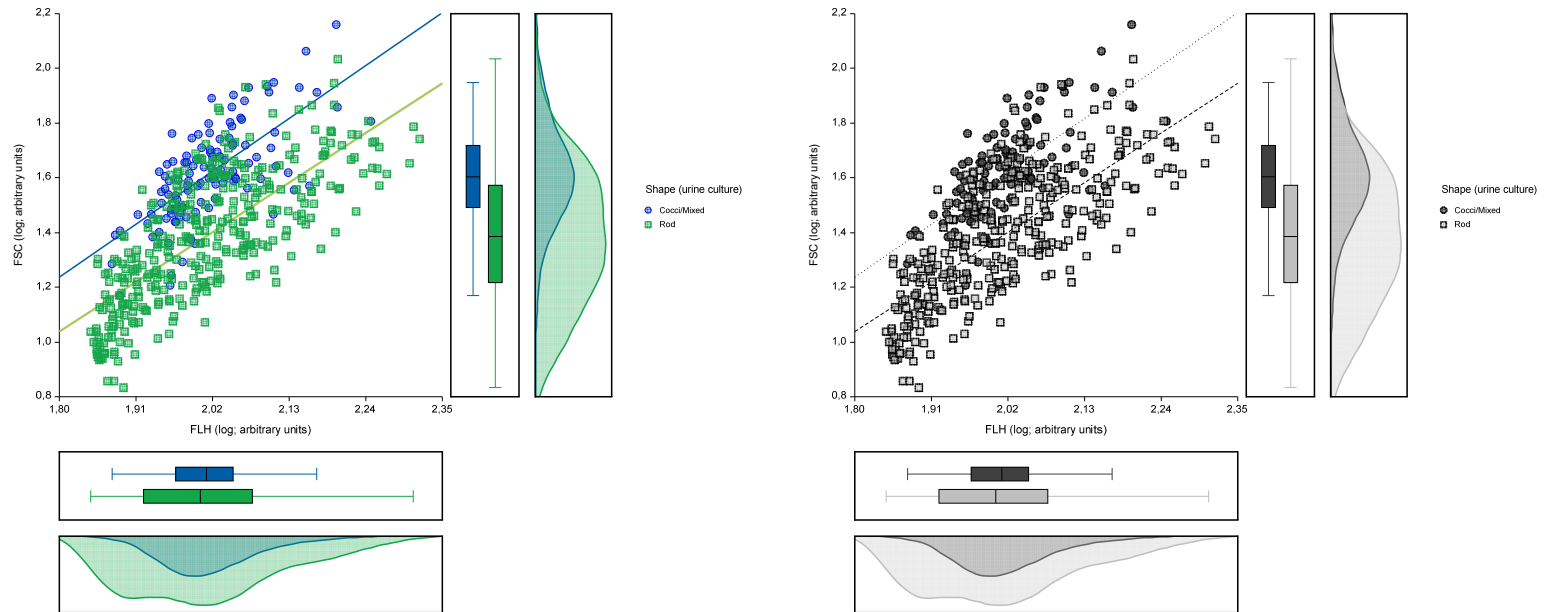 2,2
2,0
1,8
1,6
1,4
1,2
1,0
0,8
FSC (log; arbitrary units)
1,80
1,91
2,02
2,13
2,24
2,35
FLH (log; arbitrary units)
Shape (urine culture)
Cocci/Mixed
Rod
2,2
2,0
1,8
1,6
1,4
1,2
1,0
0,8
FSC (log; arbitrary units)
1,80
1,91
2,02
2,13
2,24
2,35
FLH (log; arbitrary units)
Shape (urine culture)
Cocci/Mixed
Rod